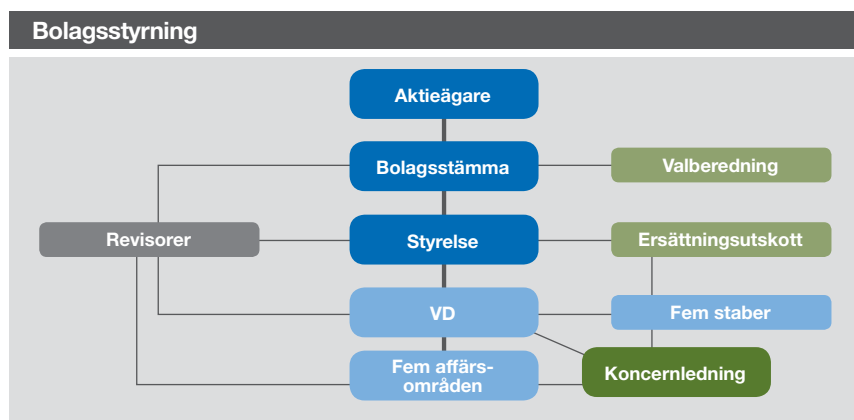 Bolagsstyrning
Aktieägare
Bolagsstämma
Valberedning
Revisorer
Styrelse
Ersättningsutskott
VD
Fem staber
Fem affärs-
områden
Koncernledning